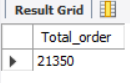 Result Grid
Total_order
21350